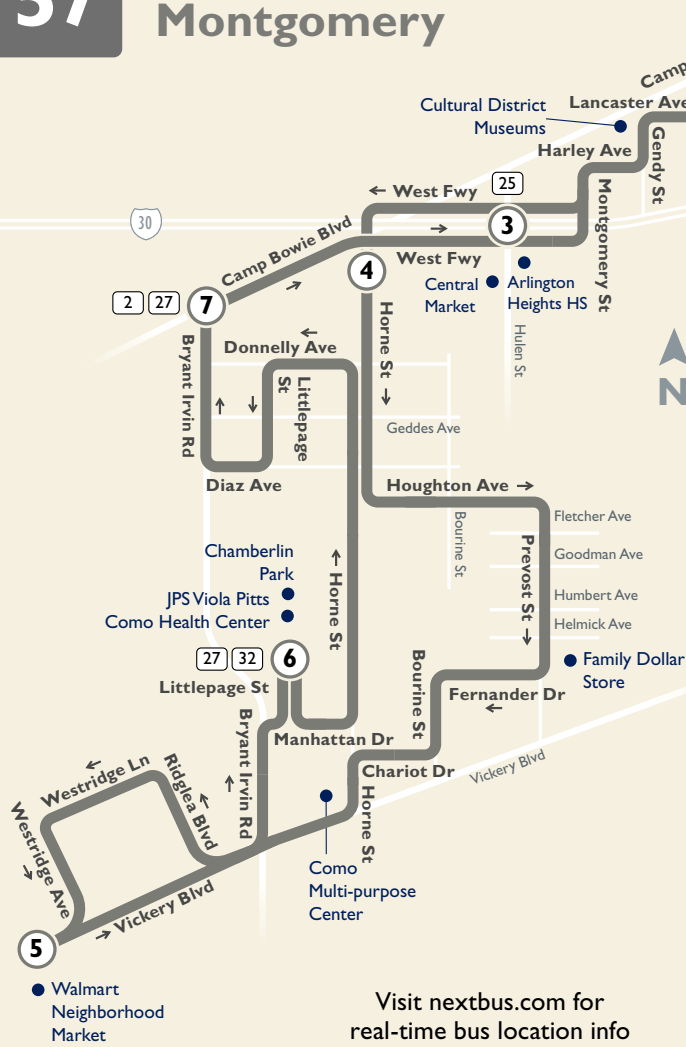 57
Montgomery
Camp
Lancaster Ave
Cultural District
Museums
Harley Ave
Gendy St
25
West Fwy
Montgomery St
30
3
Camp Bowie Blvd
West Fwy
4
Central
Market
Arlington
Heights HS
2
27
7
Horne St
Hulen St
Bryant Irvin Rd
Donnelly Ave
N
Littlepage
St
Geddes Ave
Diaz Ave
Houghton Ave
Fletcher Ave
Bourine St
Prevost St
Goodman Ave
Chamberlin
Park
Horne St
JPS Viola Pitts
Como Health Center
Humbert Ave
Helmick Ave
27
32
6
Bourine St
Family Dollar
Store
Littlepage St
Fernander Dr
Bryant Irvin Rd
Manhattan Dr
Chariot Dr
Vickery Blvd
Westridge Ln
Ridglea Blvd
Horne St
Westridge Ave
Como
Multi-purpose
Center
Vickery Blvd
5
Walmart
Neighborhood
Market
Visit nextbus.com for
real-time bus location info